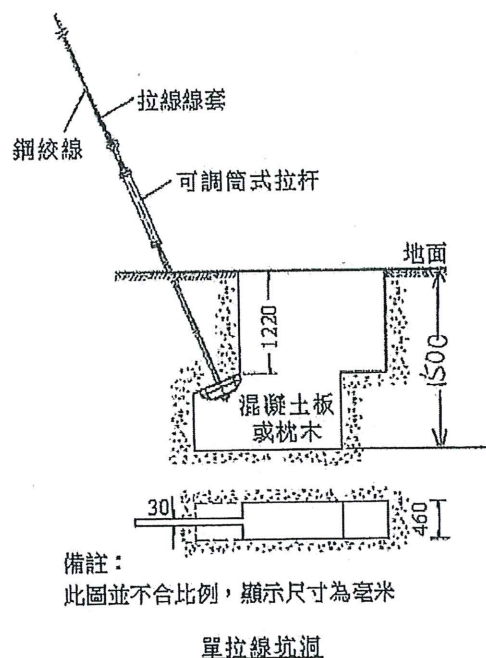 拉線線套
鋼絞線
可調筒式拉杆
地面
1220
1500
混凝土板
或枕木
30
460
備註：
此圖並不合比例，顯示尺寸為毫米
單拉線坑洞